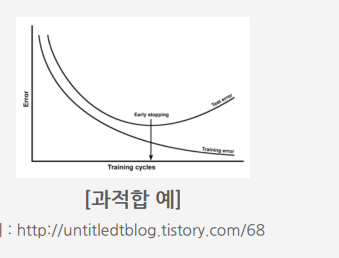 Error
Test error
Early stopping
Training error
Training cycles
[과적합 예]
: http://untitledtblog.tistory.com/68